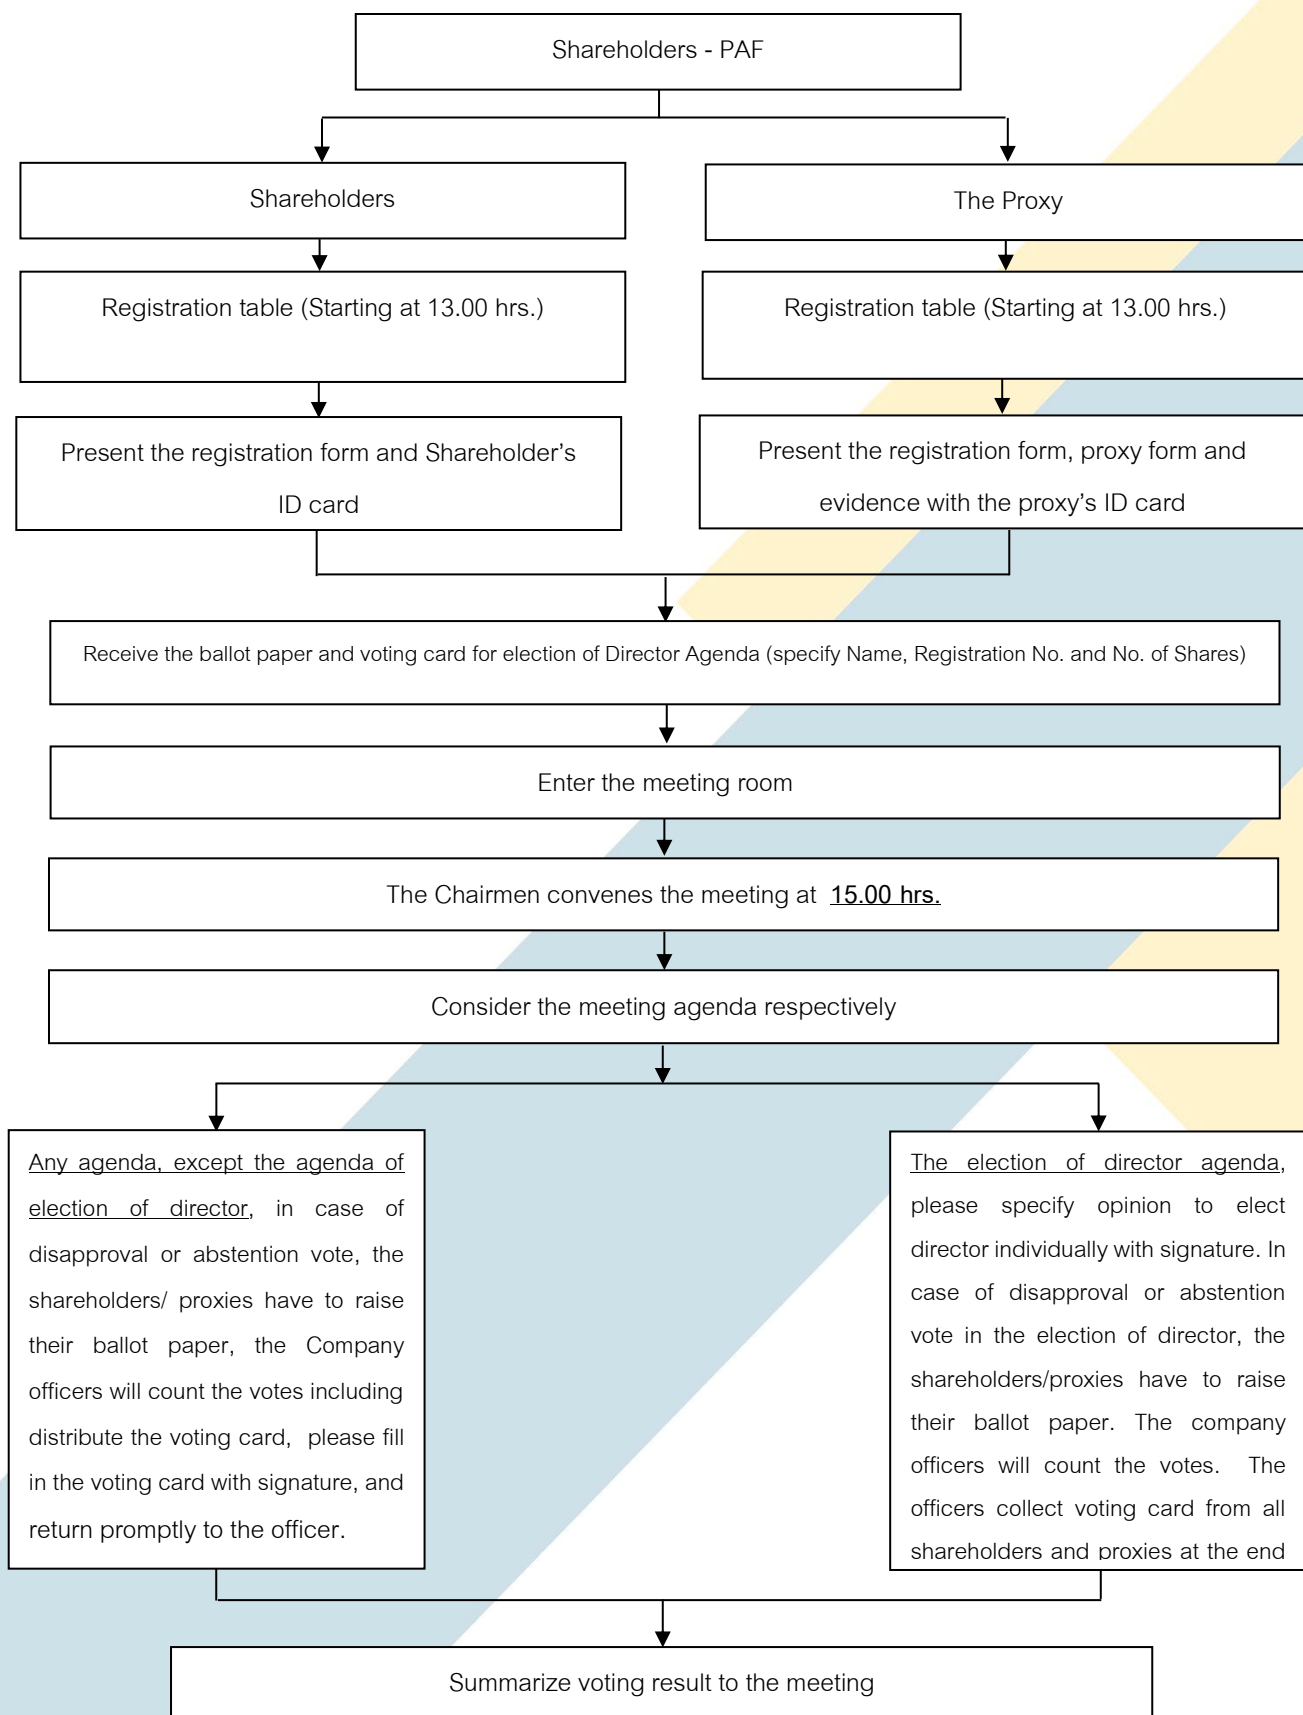 Shareholders - PAF
Shareholders
The Proxy
Registration table (Starting at 13.00 hrs.)
Registration table (Starting at 13.00 hrs.)
Present the registration form and Shareholder’s
ID card
Present the registration form, proxy form and
evidence with the proxy’s ID card
Receive the ballot paper and voting card for election of Director Agenda (specify Name, Registration No. and No. of Shares)
Enter the meeting room
The Chairmen convenes the meeting at 15.00 hrs.
Consider the meeting agenda respectively
Any agenda, except the agenda of
election of director, in case of
disapproval or abstention vote, the
shareholders/ proxies have to raise
their ballot paper, the Company
officers will count the votes including
distribute the voting card, please fill
in the voting card with signature, and
return promptly to the officer.
The election of director agenda,
please specify opinion to elect
director individually with signature. In
case of disapproval or abstention
vote in the election of director, the
shareholders/proxies have to raise
their ballot paper. The company
officers will count the votes. The
officers collect voting card from all
shareholders and proxies at the end
Summarize voting result to the meeting